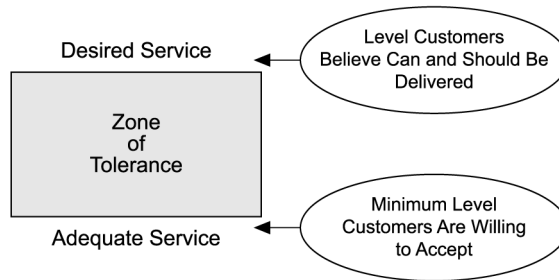 Desired Service
Level Customers
Believe Can and Should Be
Delivered
Zone
of
Tolerance
Adequate Service
Minimum Level
Customers Are Willing
to Accept